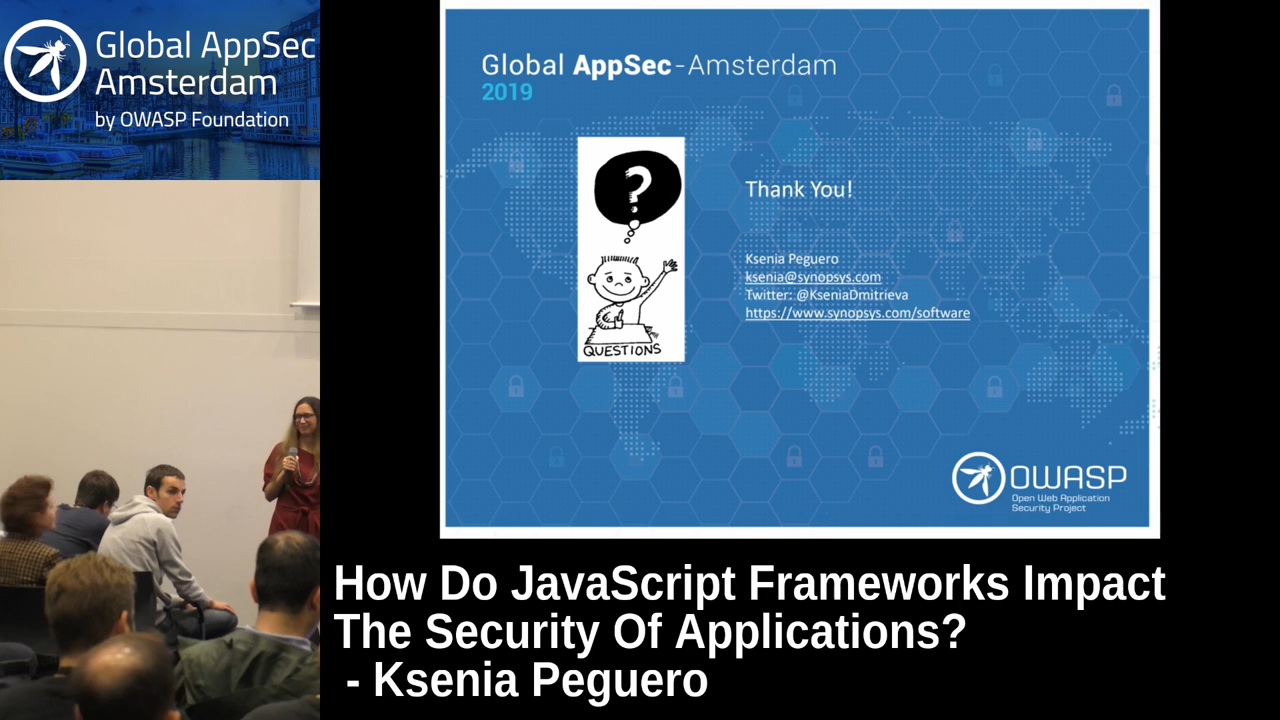 Global AppSec
Amsterdam
by OWASP Foundation
Global AppSec - Amsterdam
2019
?
QUESTIONS
Thank You!
Ksenia Peguero
ksenia@synopsys.com
Twitter: @KseniaDmitrieva
https://www.synopsys.com/software
OWASP
Open Web Application
Security Project
How Do JavaScript Frameworks Impact
The Security Of Applications?
- Ksenia Peguero